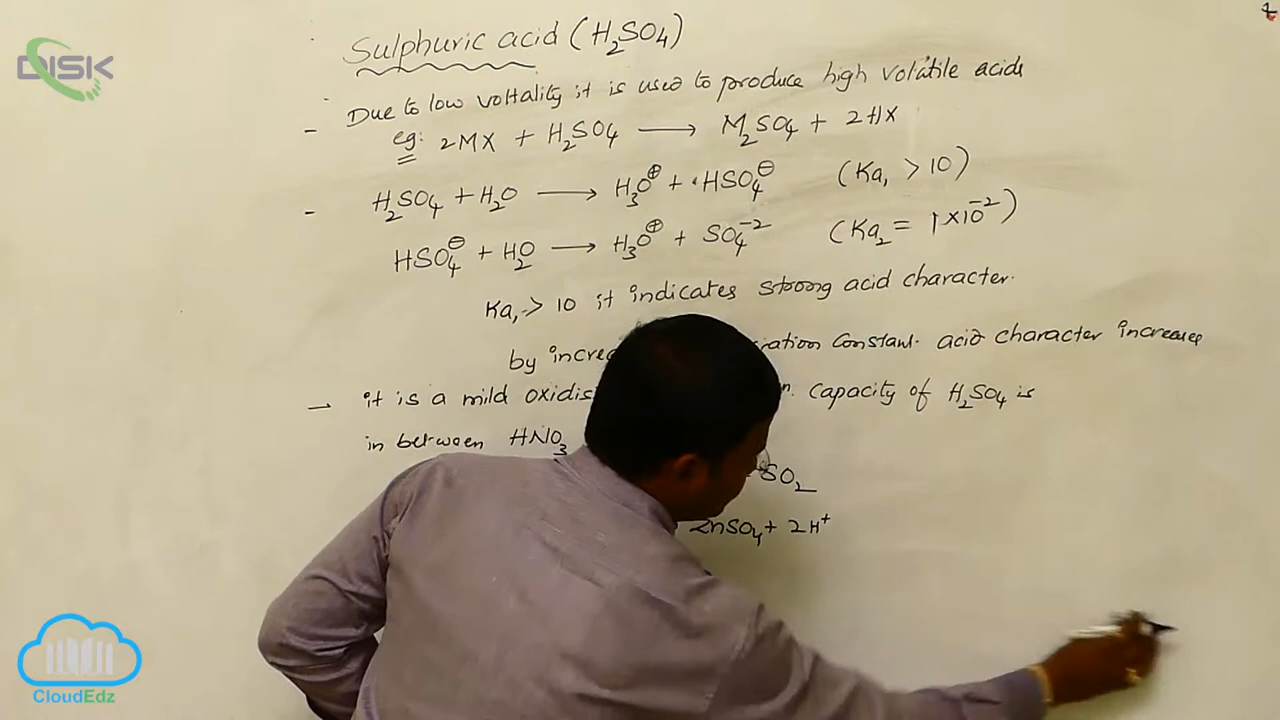 DISK
Sulphuric acid (H₂SO₄)
- Due to low voltality it is used to produce high volatile acids
eg: 2MX + H₂SO₄ → M₂SO₄ + 2HX
- H₂SO₄ + H₂O → H₃O⊕ + HSO₄⊖ (Ka₁ > 10)
HSO₄⊖ + H₂O → H₃O⊕ + SO₄⁻² (Ka₂ = 1×10⁻²)
Ka₁ > 10 it indicates strong acid character.
by constant. acid character increases
→ it is a mild capacity of H₂SO₄ is
in between HNO₃
SO₂
ZnSO₄ + 2H⁺
CloudEdz